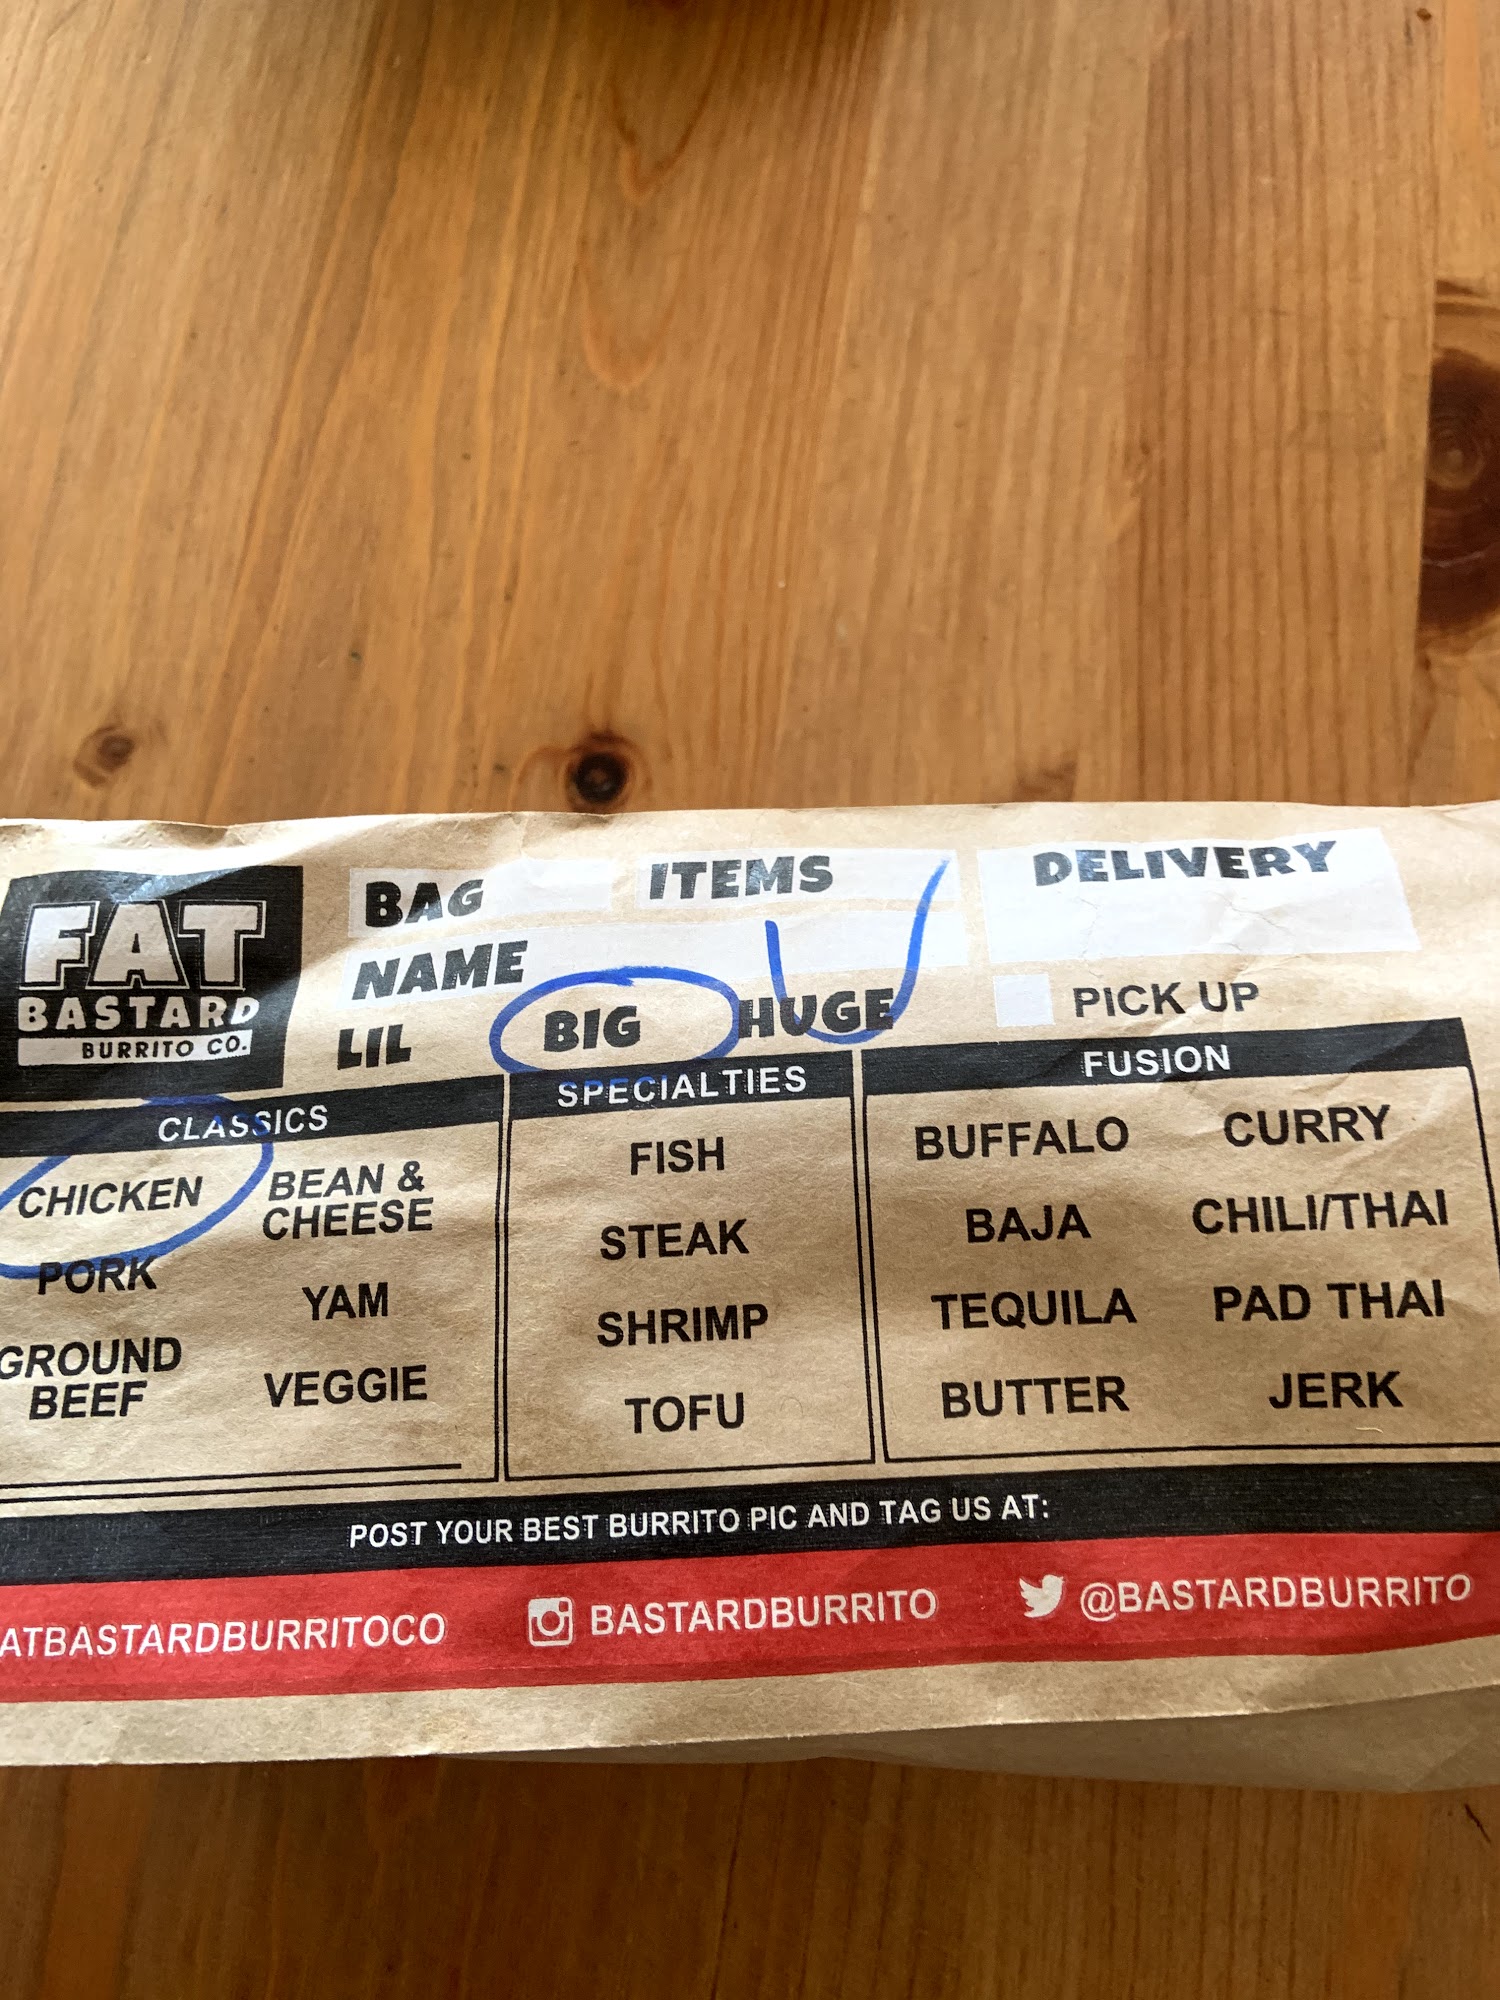 FAT
BASTARD
BURRITO CO.
BAG ITEMS DELIVERY
NAME
LIL BIG HUGE PICK UP
CLASSICS
CHICKEN
PORK
GROUND
BEEF
BEAN &
CHEESE
YAM
VEGGIE
SPECIALTIES
FISH
STEAK
SHRIMP
TOFU
FUSION
BUFFALO CURRY
BAJA CHILI/THAI
TEQUILA PAD THAI
BUTTER JERK
POST YOUR BEST BURRITO PIC AND TAG US AT:
ATBASTARDBURRITOCO BASTARDBURRITO @BASTARDBURRITO